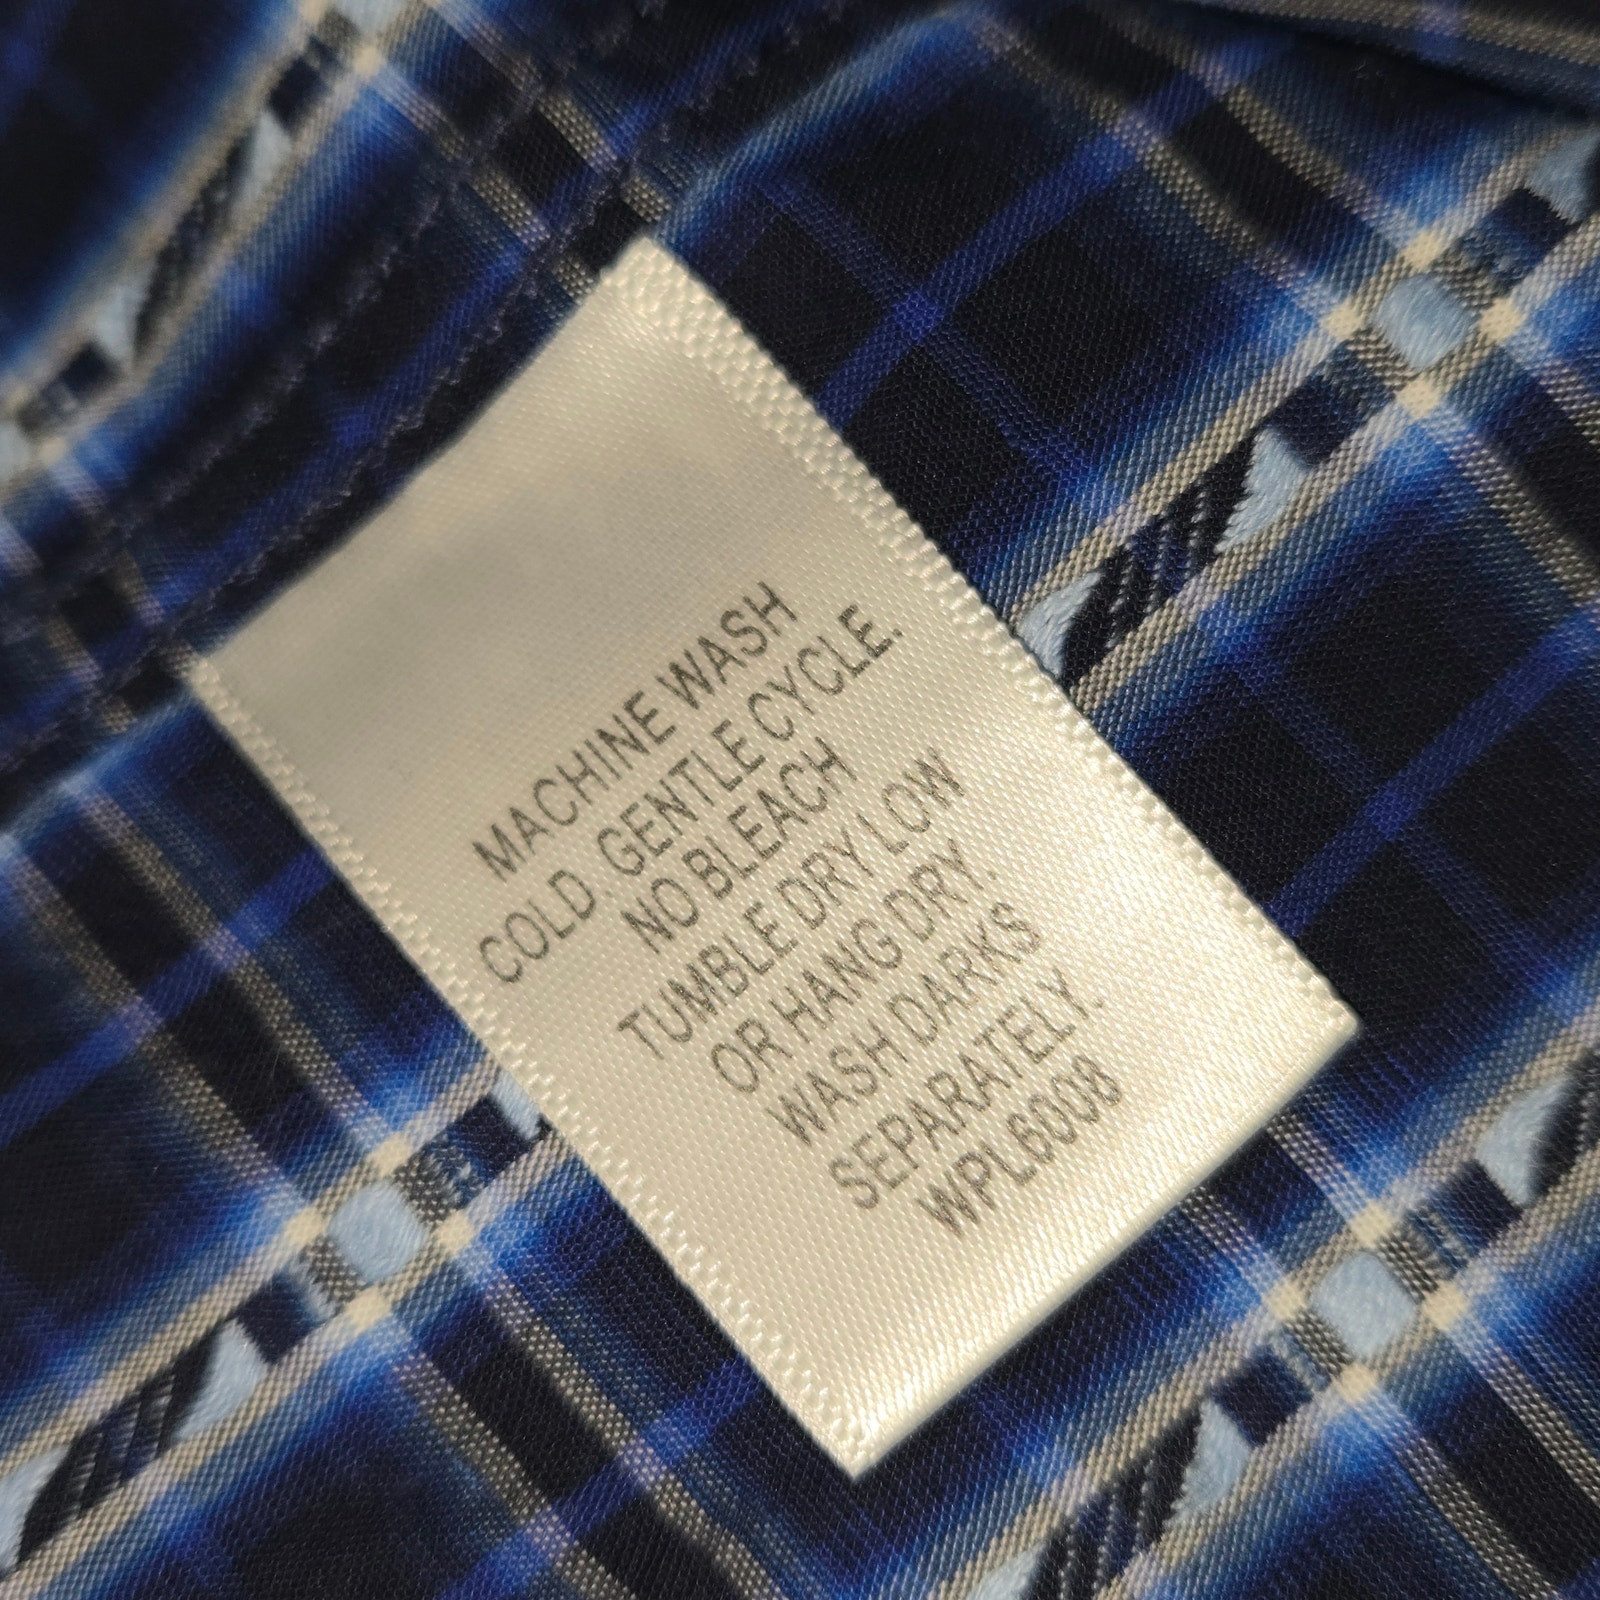 MACHINE WASH
COLD. GENTLE CYCLE.
NO BLEACH
TUMBLE DRY LOW
OR HANG DRY.
WASH DARKS
SEPARATELY.
WPL6008